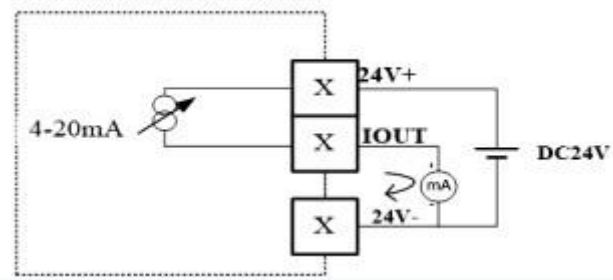 24V+
X
4-20mA
IOUT
X
DC24V
mA
24V-
X